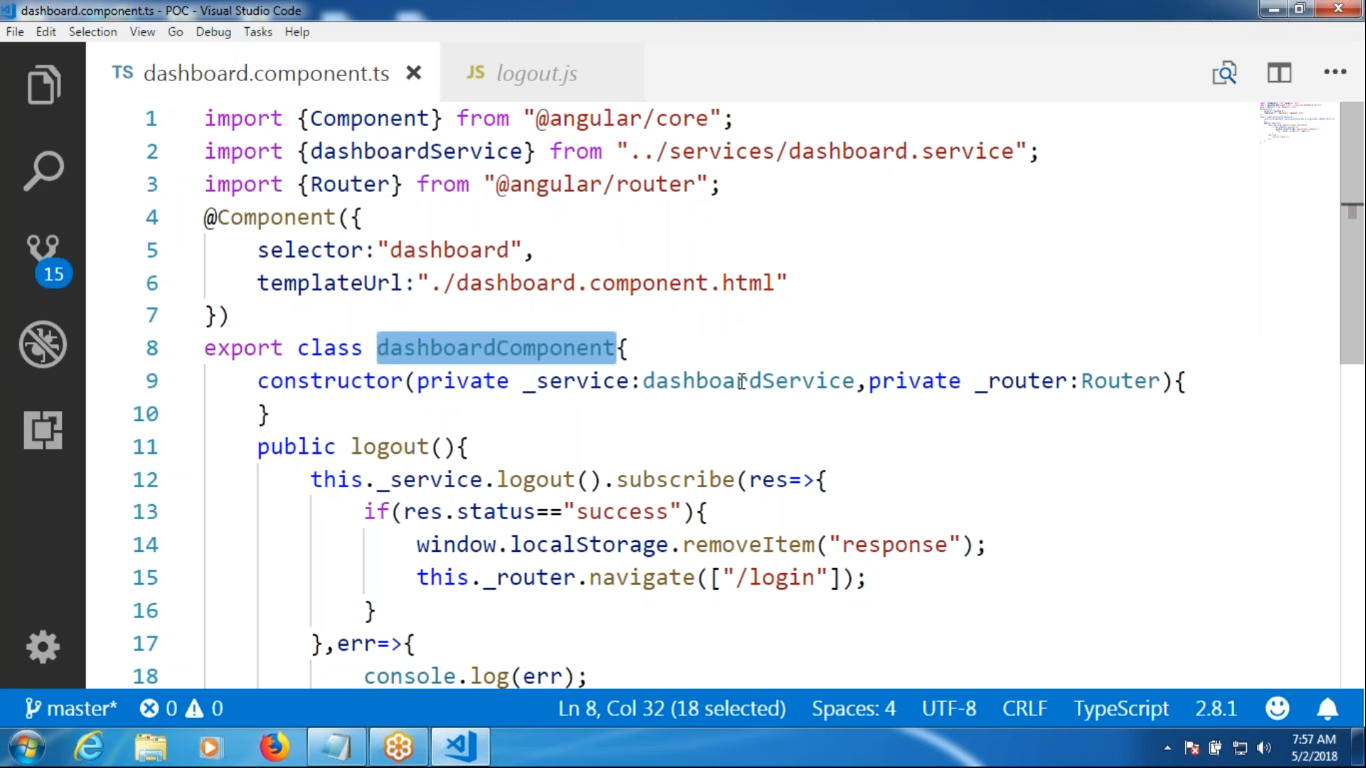 dashboard.component.ts - POC - Visual Studio Code
File Edit Selection View Go Debug Tasks Help
TS dashboard.component.ts JS logout.js
1 import {Component} from "@angular/core";
2 import {dashboardService} from "../services/dashboard.service";
3 import {Router} from "@angular/router";
4 @Component({
5 selector:"dashboard",
6 templateUrl:"./dashboard.component.html"
7 })
8 export class dashboardComponent{
9 constructor(private _service:dashboardService,private _router:Router){
10 }
11 public logout(){
12 this._service.logout().subscribe(res=>{
13 if(res.status=="success"){
14 window.localStorage.removeItem("response");
15 this._router.navigate(["/login"]);
16 }
17 },err=>{
18 console.log(err);
15
master* 0 0 Ln 8, Col 32 (18 selected) Spaces: 4 UTF-8 CRLF TypeScript 2.8.1
7:57 AM
5/2/2018